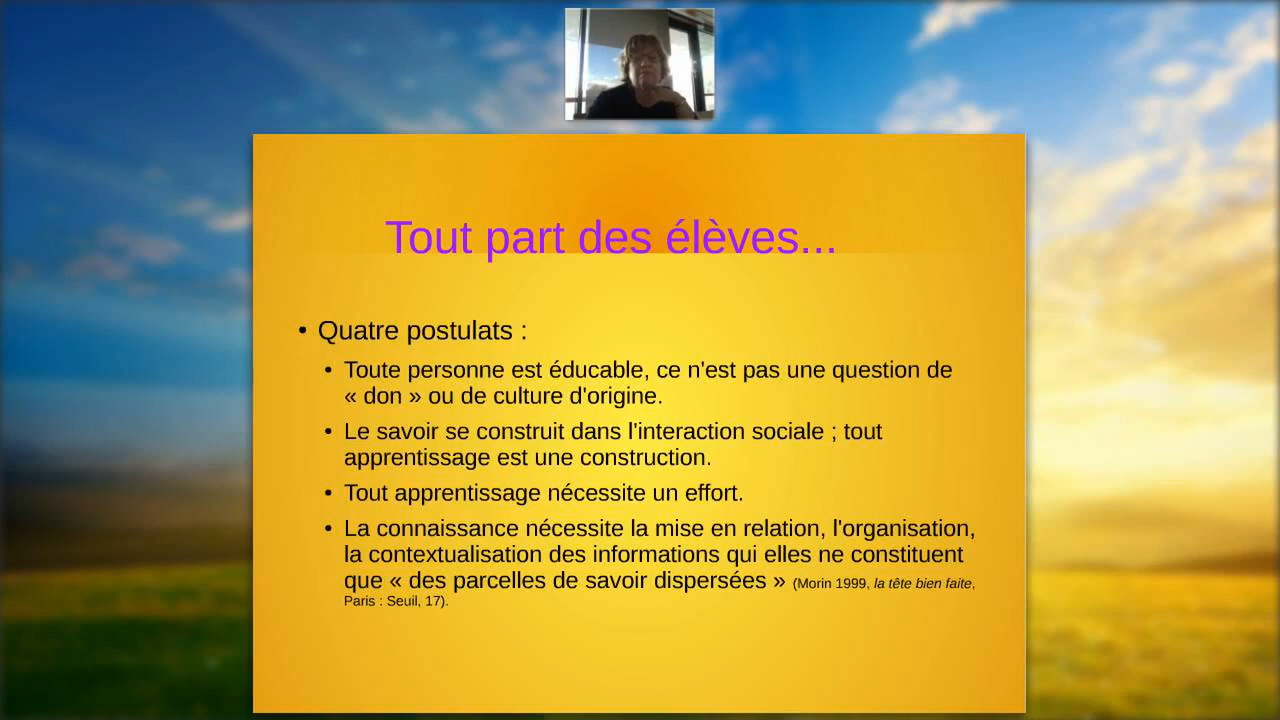 Tout part des élèves...
• Quatre postulats :
• Toute personne est éducable, ce n'est pas une question de
« don » ou de culture d'origine.
• Le savoir se construit dans l'interaction sociale ; tout
apprentissage est une construction.
• Tout apprentissage nécessite un effort.
• La connaissance nécessite la mise en relation, l'organisation,
la contextualisation des informations qui elles ne constituent
que « des parcelles de savoir dispersées » (Morin 1999, la tête bien faite,
Paris : Seuil, 17).